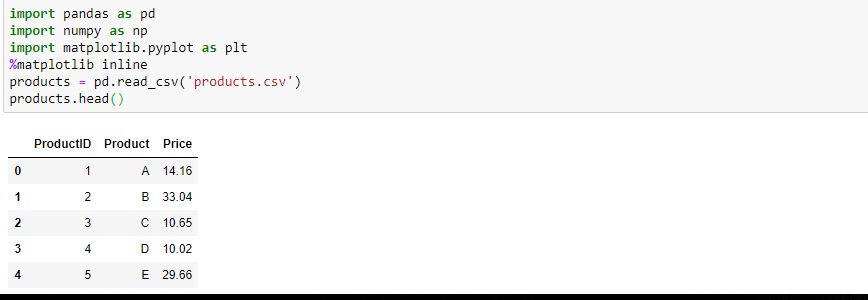 import pandas as pd
import numpy as np
import matplotlib.pyplot as plt
%matplotlib inline
products = pd.read_csv('products.csv')
products.head()
ProductID Product Price
0 1 A 14.16
1 2 B 33.04
2 3 C 10.65
3 4 D 10.02
4 5 E 29.66